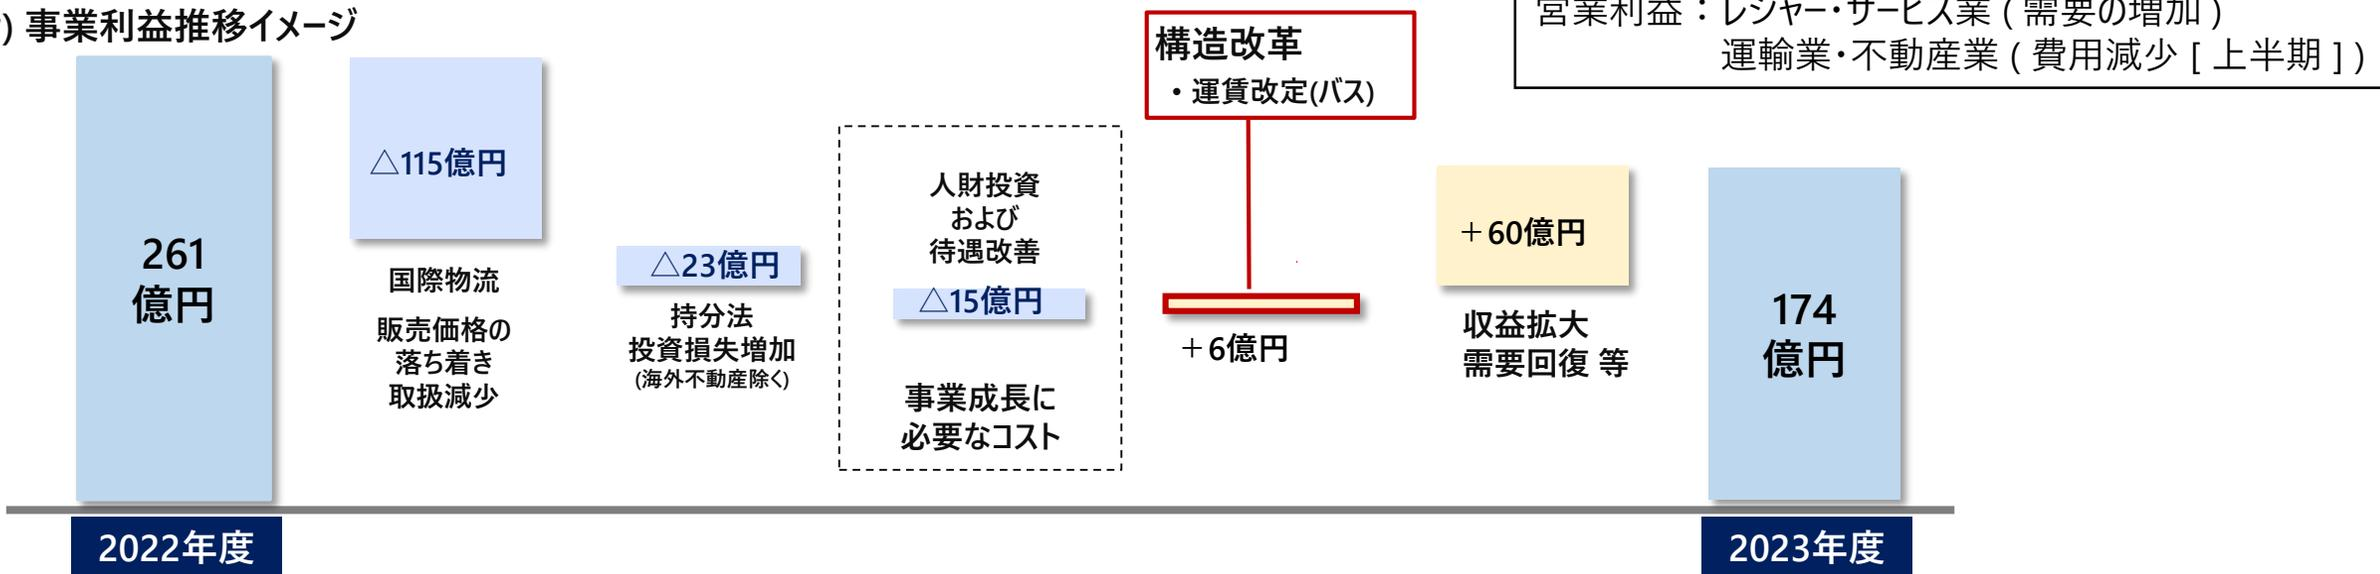 ) 事業利益推移イメージ
営業利益：レジャー・サービス業 ( 需要の増加 )
運輸業・不動産業 ( 費用減少 [ 上半期 ] )
構造改革
・運賃改定(バス)
261
億円
△115億円
国際物流
販売価格の
落ち着き
取扱減少
△23億円
持分法
投資損失増加
(海外不動産除く)
人財投資
および
待遇改善
△15億円
事業成長に
必要なコスト
＋6億円
＋60億円
収益拡大
需要回復 等
174
億円
2022年度
2023年度